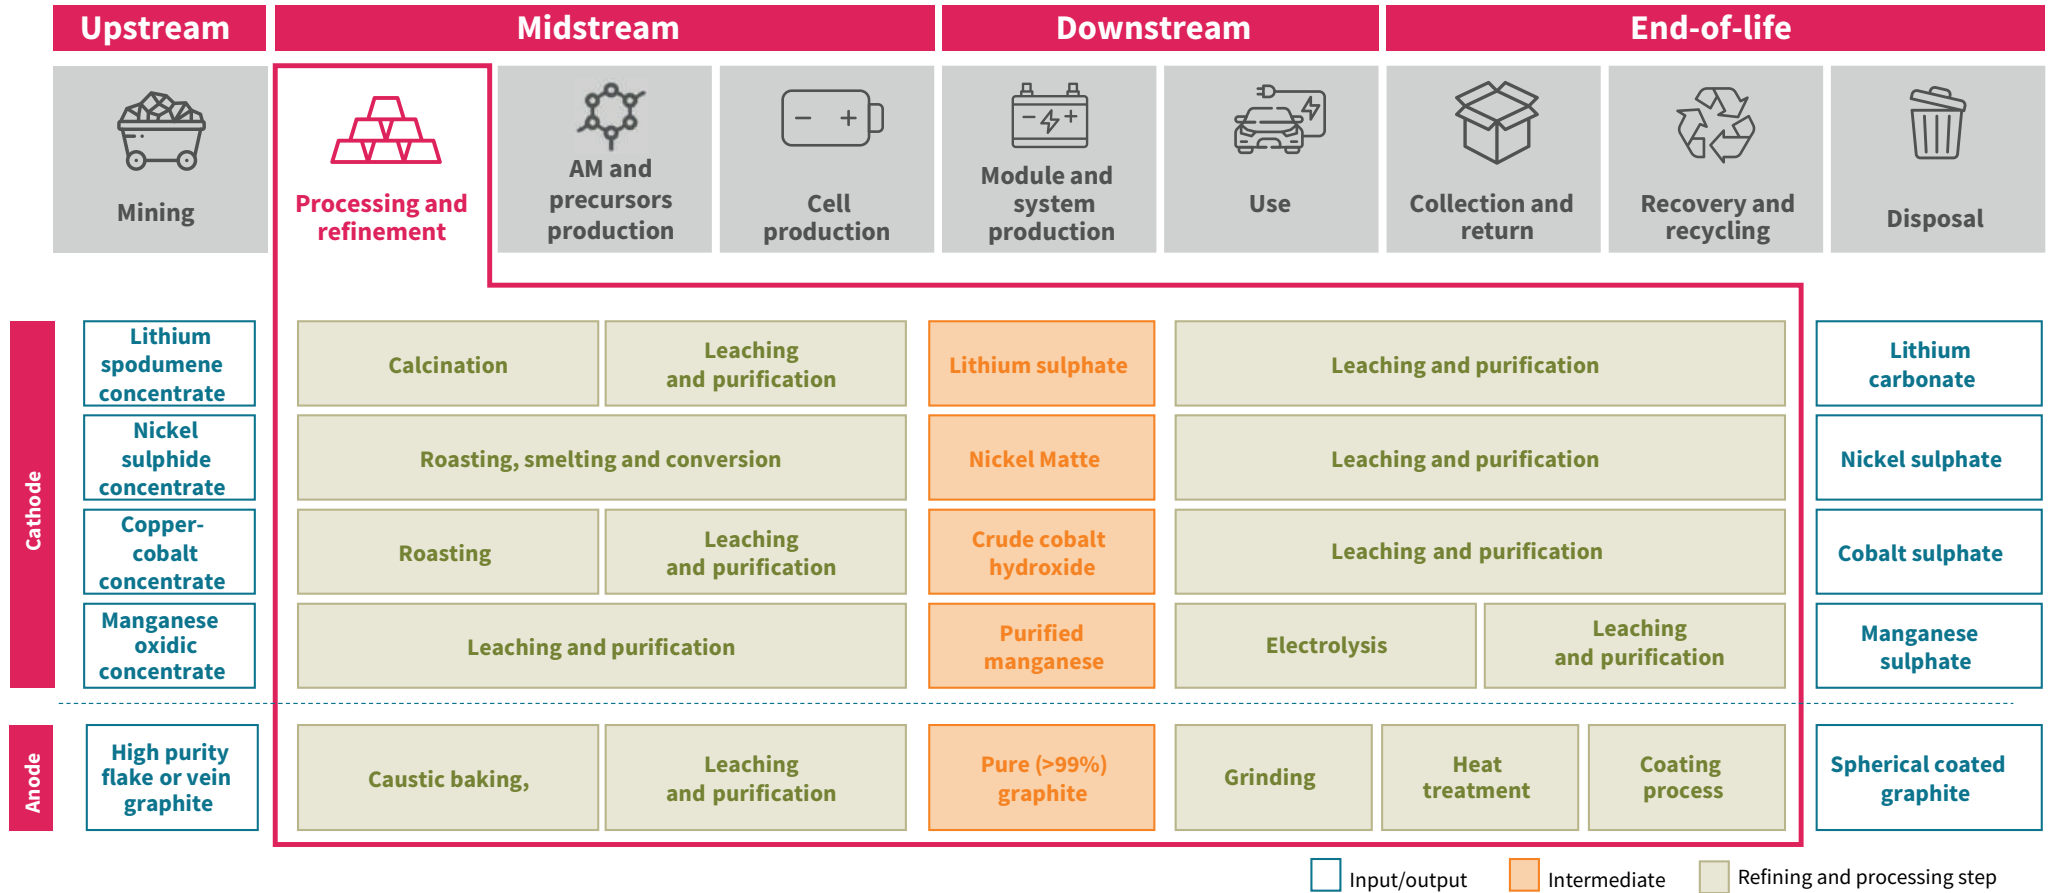 Upstream
Midstream
Downstream
End-of-life
Mining
Processing and
refinement
AM and
precursors
production
Cell
production
Module and
system
production
Use
Collection and
return
Recovery and
recycling
Disposal
Cathode
Lithium
spodumene
concentrate
Calcination
Leaching
and purification
Lithium sulphate
Leaching and purification
Lithium
carbonate
Nickel
sulphide
concentrate
Roasting, smelting and conversion
Nickel Matte
Leaching and purification
Nickel sulphate
Copper-
cobalt
concentrate
Roasting
Leaching
and purification
Crude cobalt
hydroxide
Leaching and purification
Cobalt sulphate
Manganese
oxidic
concentrate
Leaching and purification
Purified
manganese
Electrolysis
Leaching
and purification
Manganese
sulphate
Anode
High purity
flake or vein
graphite
Caustic baking,
Leaching
and purification
Pure (>99%)
graphite
Grinding
Heat
treatment
Coating
process
Spherical coated
graphite
Input/output
Intermediate
Refining and processing step